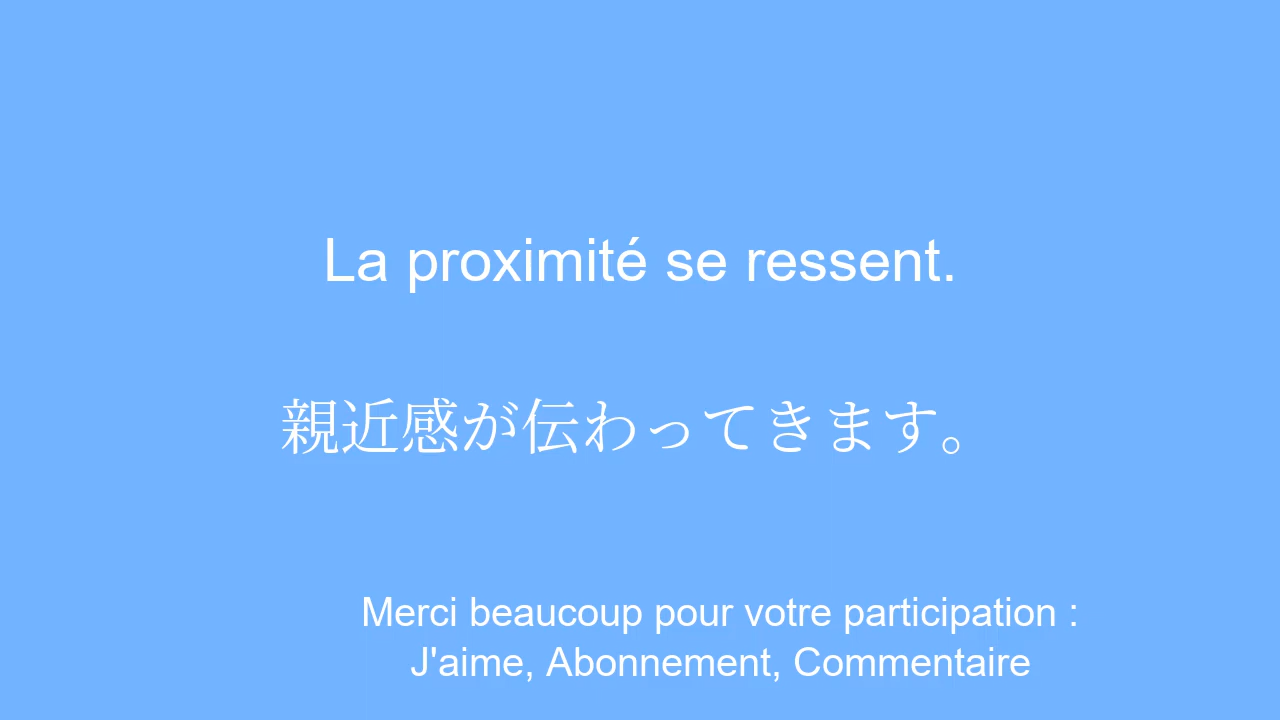 La proximité se ressent.
親近感が伝わってきます。
Merci beaucoup pour votre participation :
J'aime, Abonnement, Commentaire